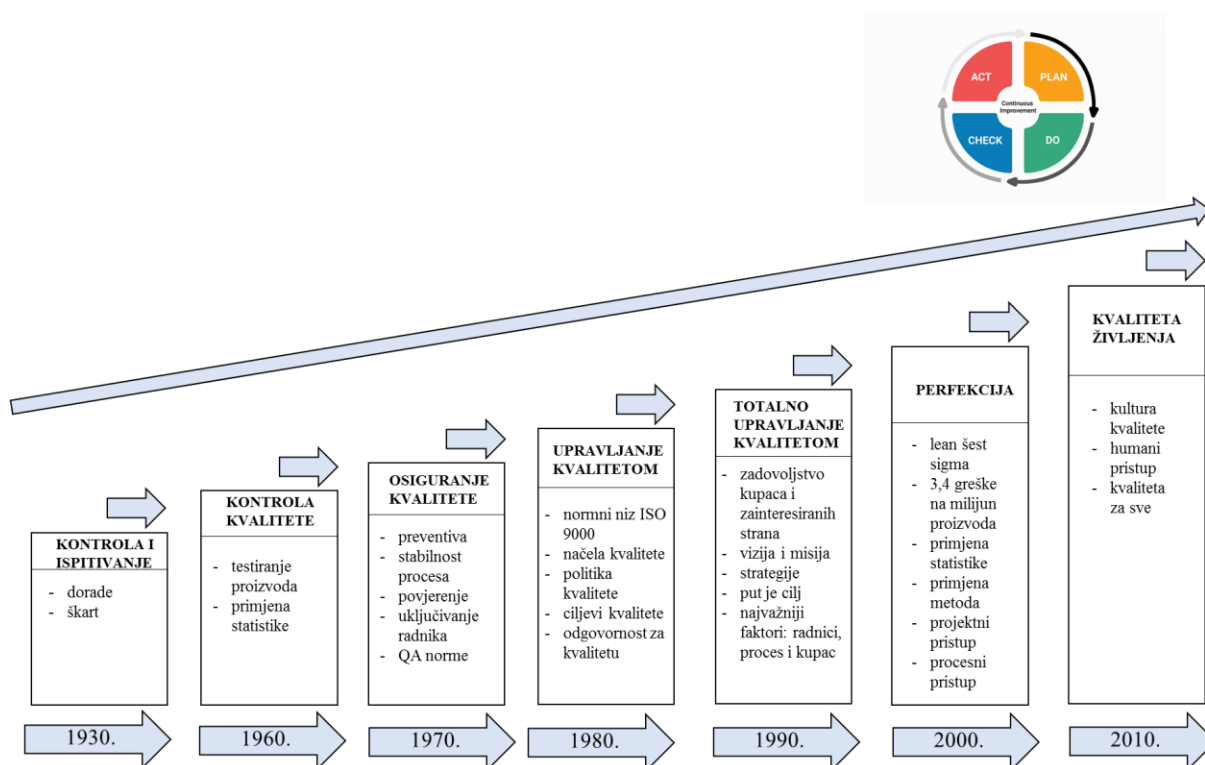 ACT
PLAN
Continuous
Improvement
CHECK
DO
KONTROLA I
ISPITIVANJE
- dorade
- škart
KONTROLA
KVALITETE
- testiranje
proizvoda
- primjena
statistike
OSIGURANJE
KVALITETE
- preventiva
- stabilnost
procesa
- povjerenje
- uključivanje
radnika
- QA norme
UPRAVLJANJE
KVALITETOM
- normni niz ISO
9000
- načela kvalitete
- politika
kvalitete
- ciljevi kvalitete
- odgovornost za
kvalitetu
TOTALNO
UPRAVLJANJE
KVALITETOM
- zadovoljstvo
kupaca i
zainteresiranih
strana
- vizija i misija
- strategije
- put je cilj
- najvažniji
faktori: radnici,
proces i kupac
PERFEKCIJA
- lean šest
sigma
- 3,4 greške
na milijun
proizvoda
- primjena
statistike
- primjena
metoda
- projektni
pristup
- procesni
pristup
KVALITETA
ŽIVLJENJA
- kultura
kvalitete
- humani
pristup
- kvaliteta
za sve
1930.
1960.
1970.
1980.
1990.
2000.
2010.